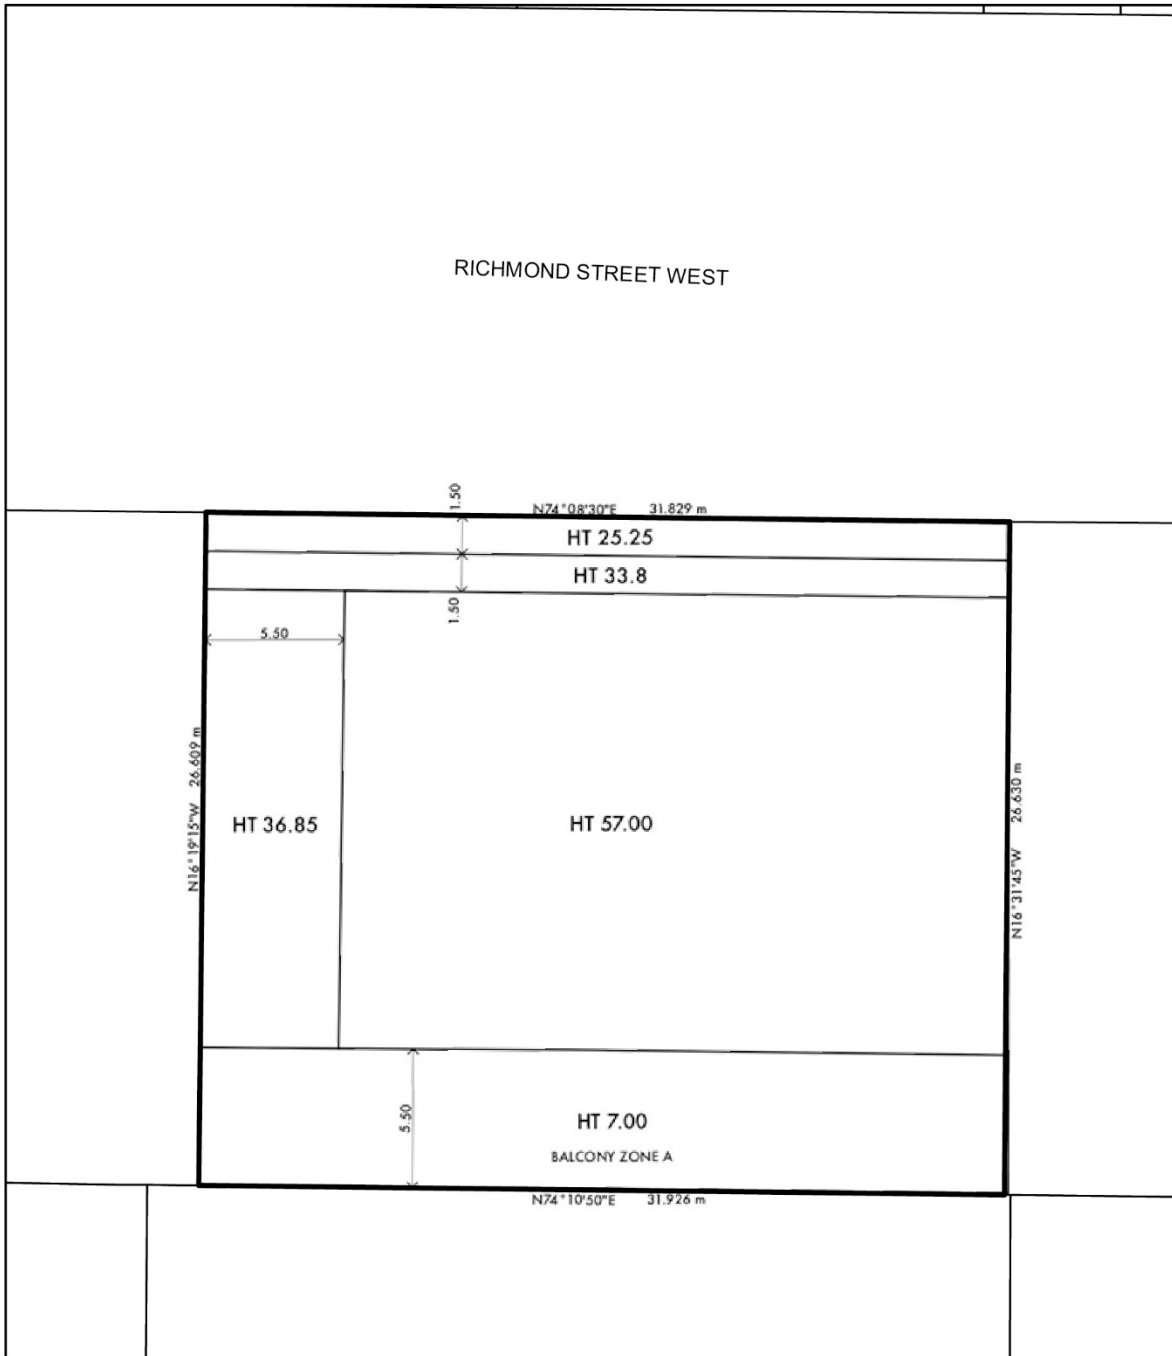 RICHMOND STREET WEST
1.50
N74°08'30"E 31.829 m
HT 25.25
HT 33.8
1.50
5.50
N16°19'15"W 26.609 m
HT 36.85
HT 57.00
N16°31'45"W 26.630 m
5.50
HT 7.00
BALCONY ZONE A
N74°10'50"E 31.926 m